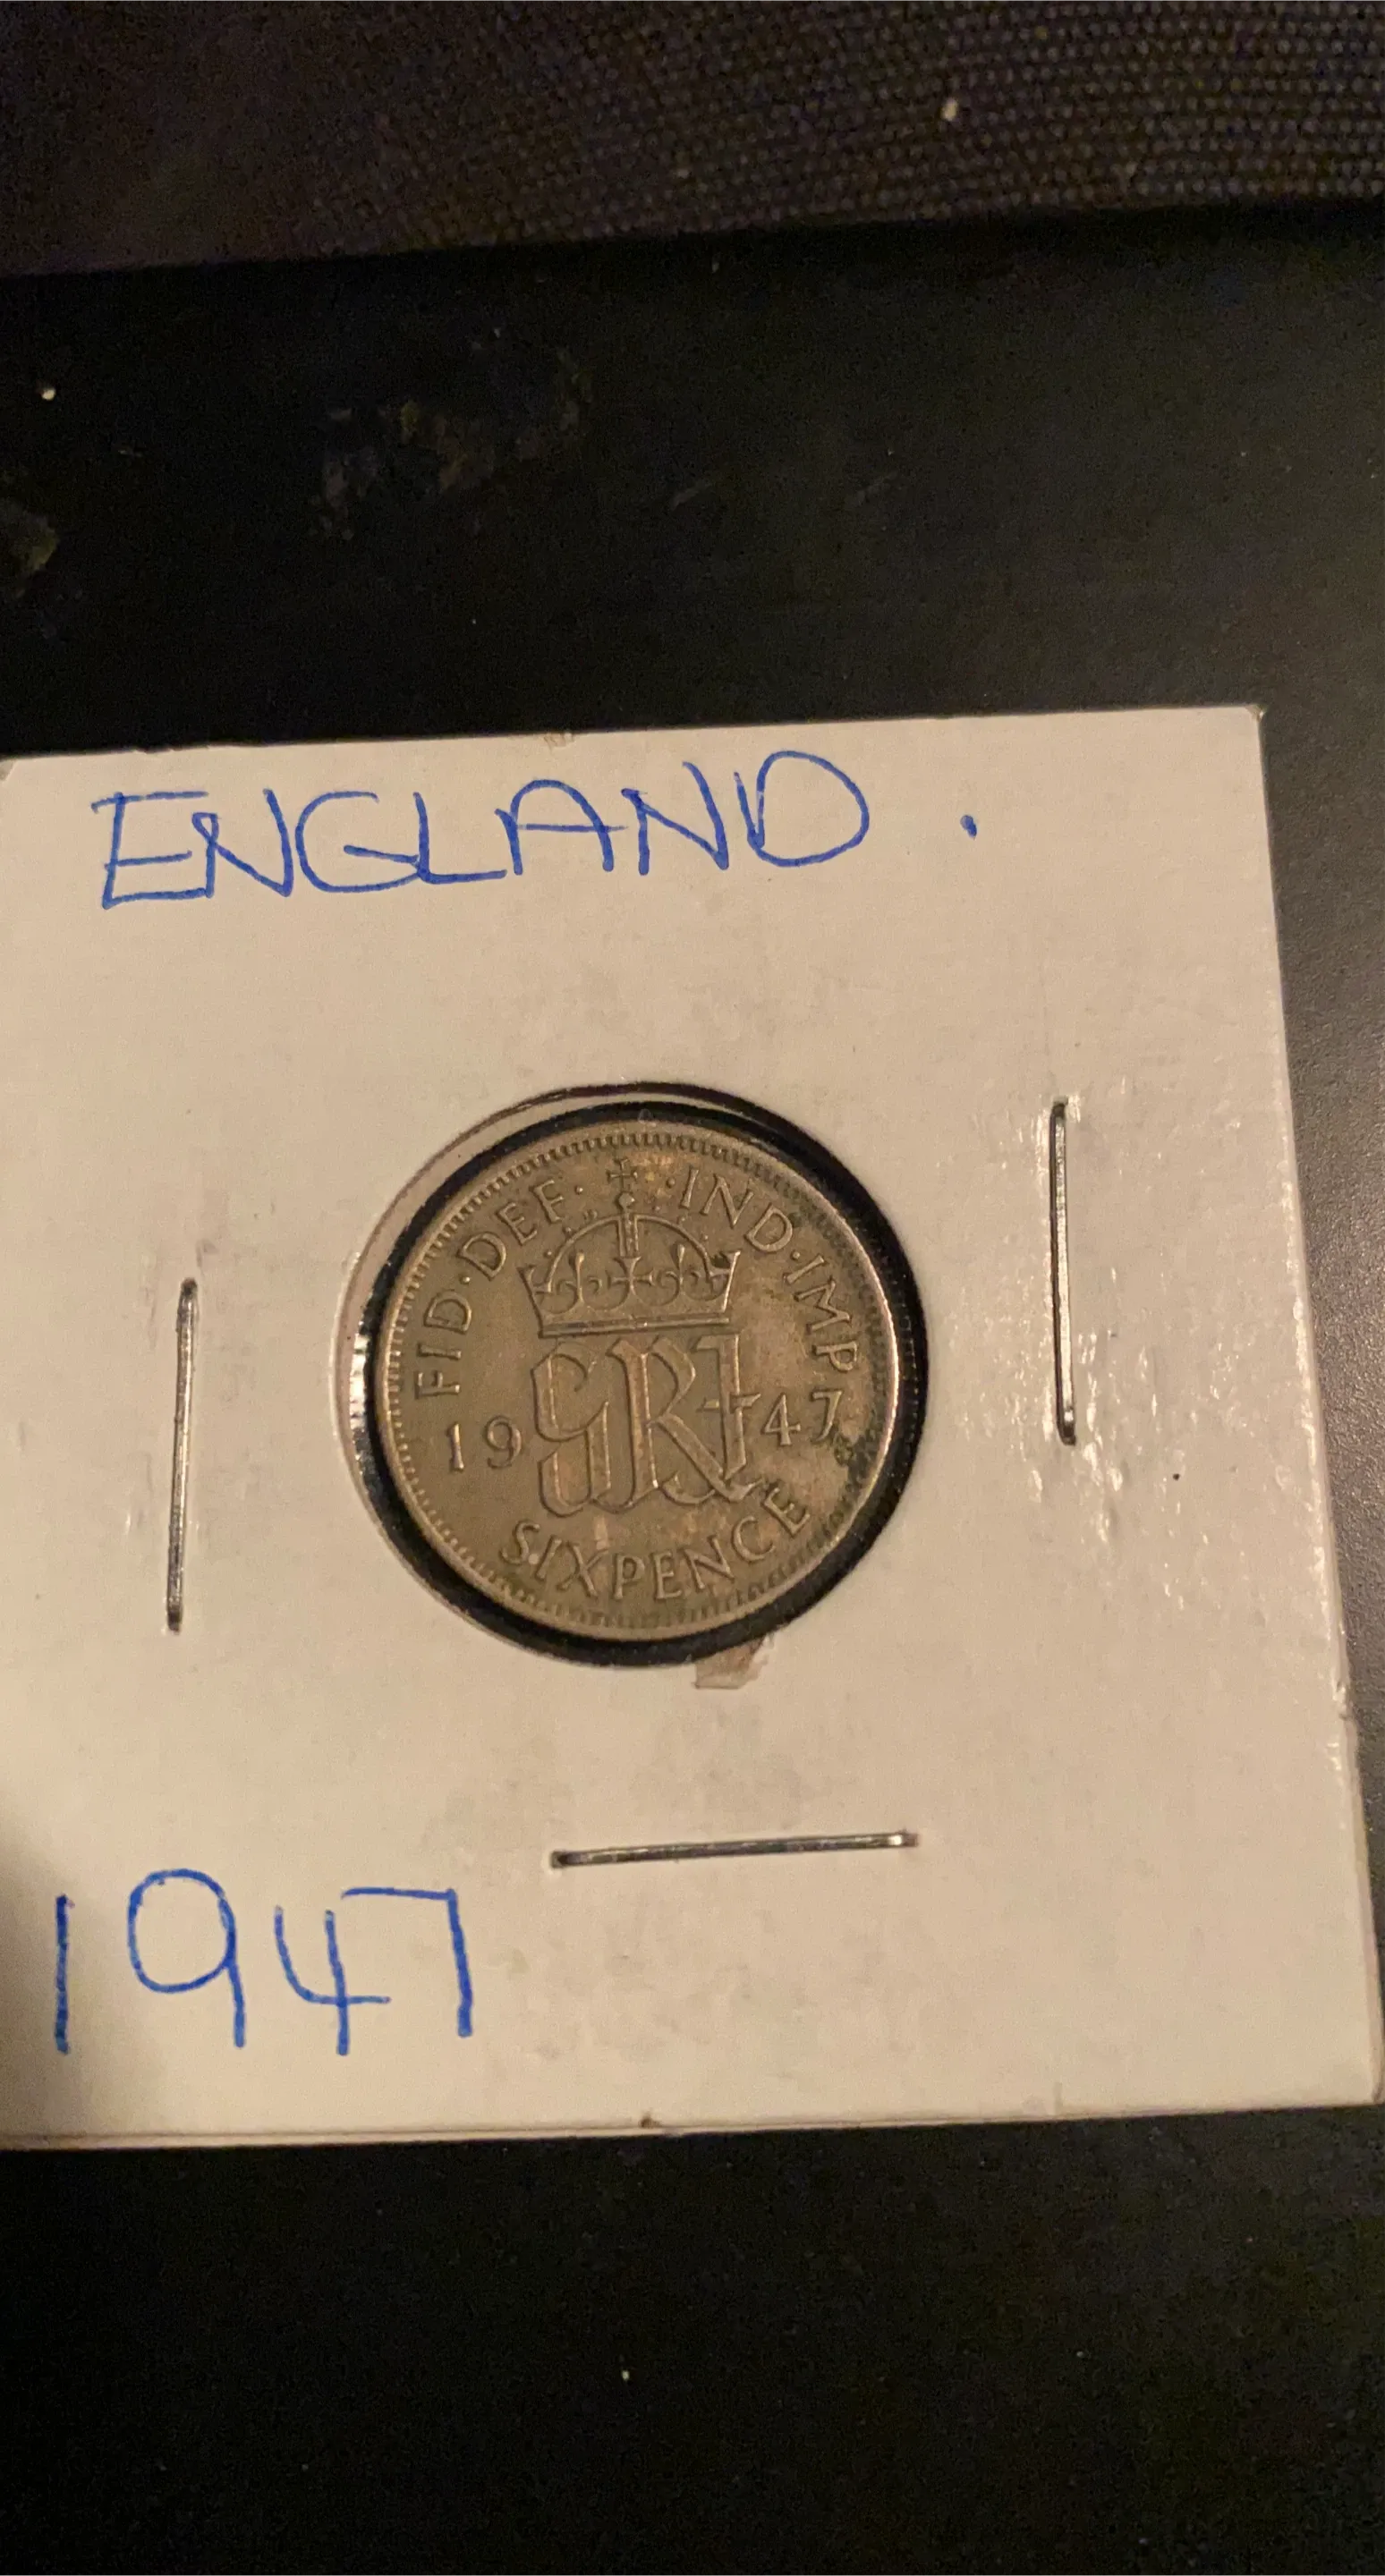 ENGLAND.
FID·DEF· ·IND·IMP
19 GRI 47
SIXPENCE
1947